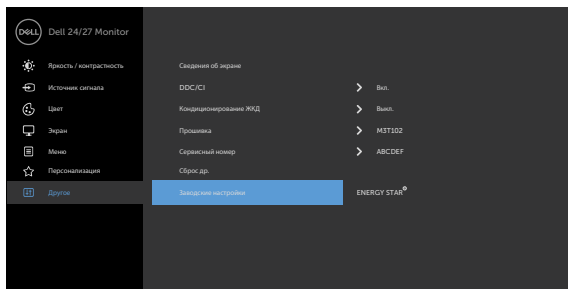 DELL Dell 24/27 Monitor
Яркость / контрастность
Сведения об экране
Источник сигнала
DDC/CI
Вкл.
Цвет
Кондиционирование ЖКД
Выкл.
Экран
Прошивка
M3T102
Меню
Сервисный номер
ABCDEF
Персонализация
Сброс др.
Другое
Заводские настройки
ENERGY STAR®